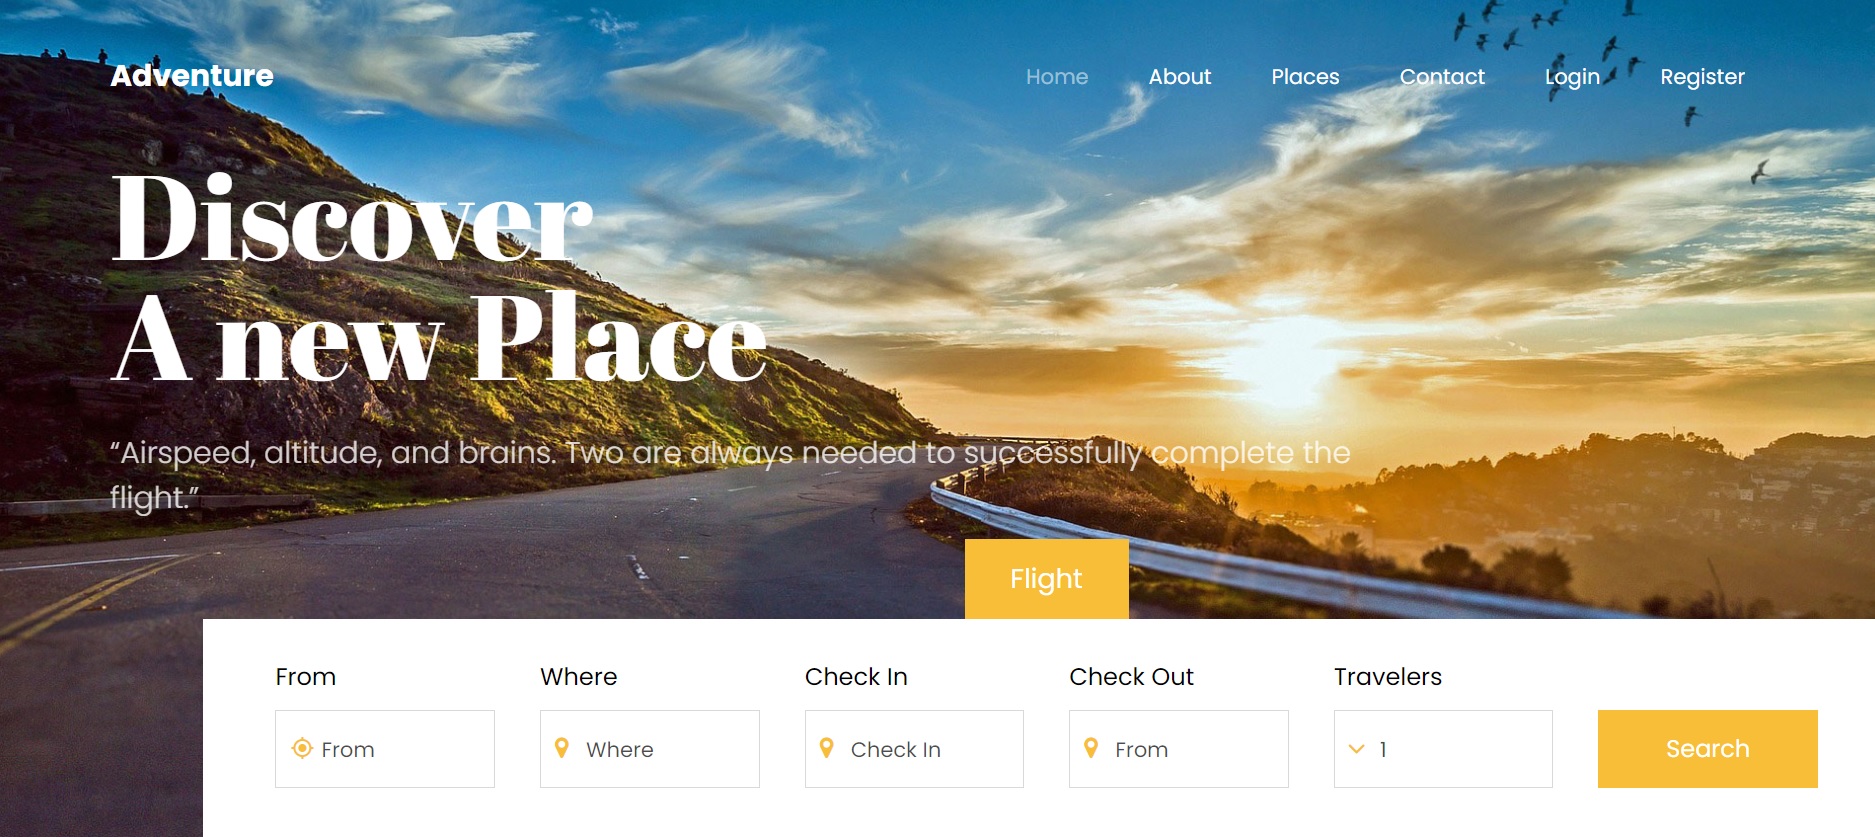 Adventure
Home About Places Contact Login Register
Discover
A new Place
“Airspeed, altitude, and brains. Two are always needed to successfully complete the
flight.”
Flight
From Where Check In Check Out Travelers
From Where Check In From 1 Search